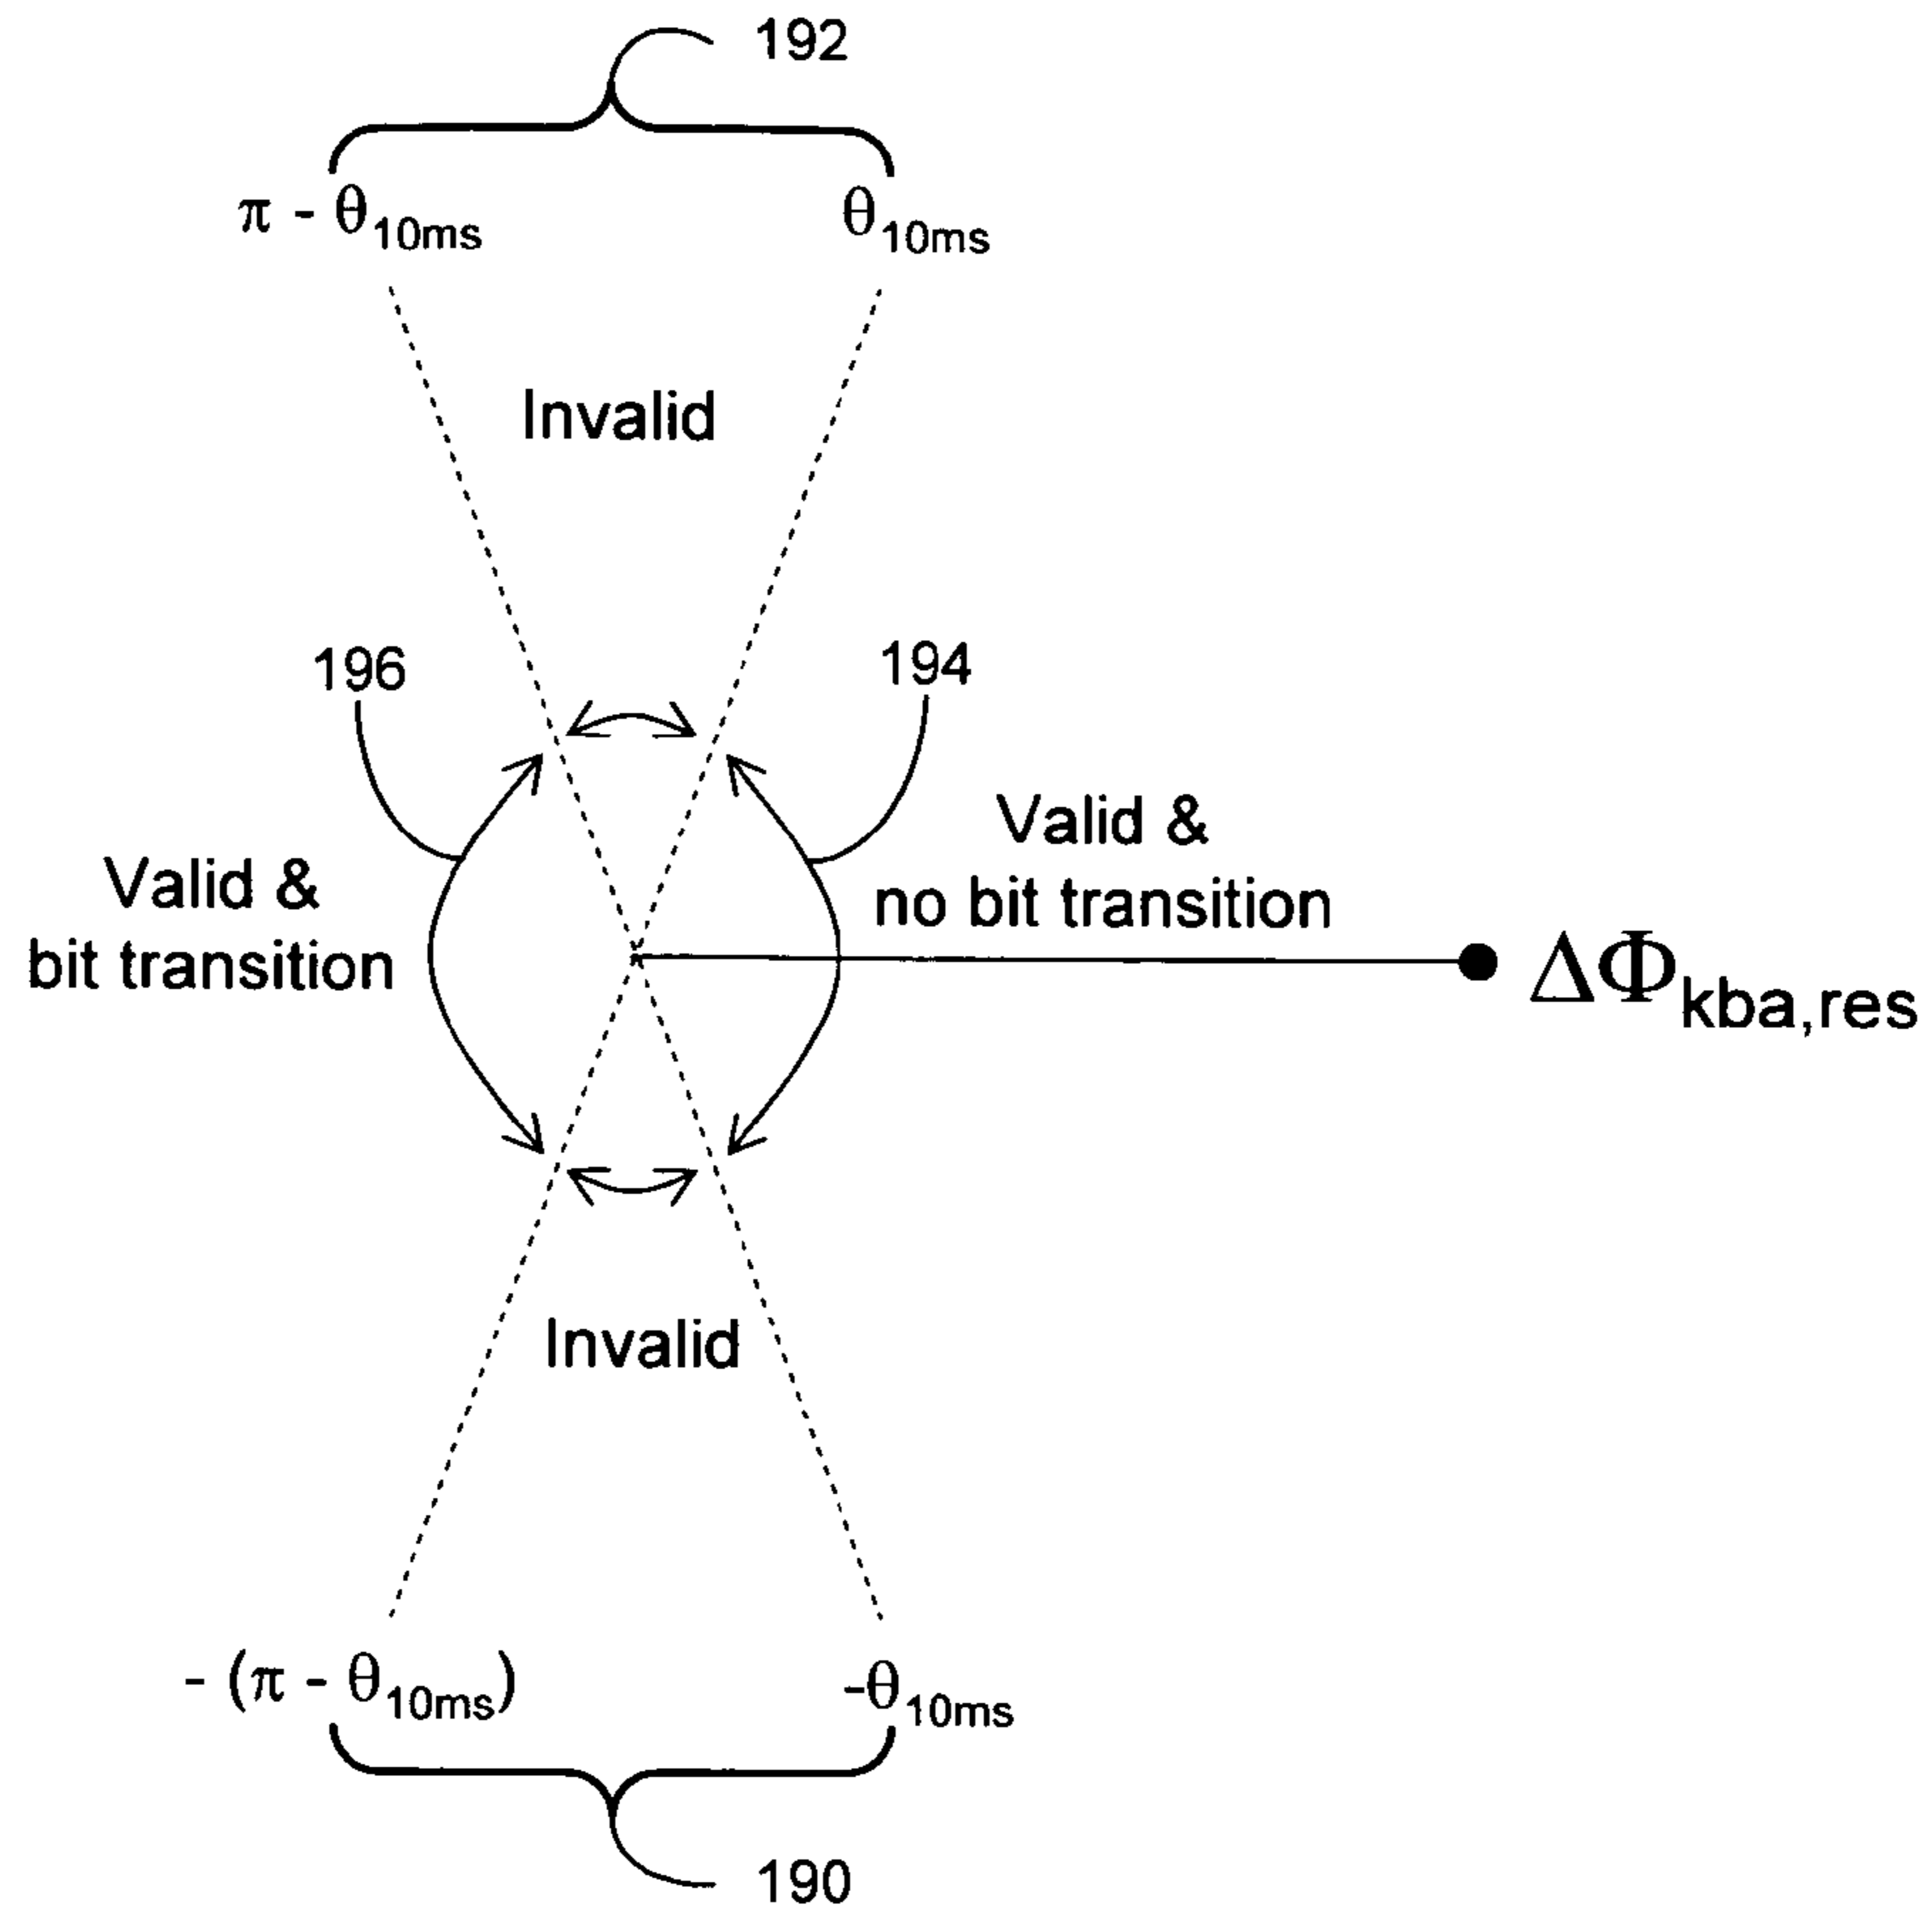 192
π - θ10ms
θ10ms
Invalid
196
194
Valid &
no bit transition
Valid &
bit transition
ΔΦkba,res
Invalid
- (π - θ10ms)
-θ10ms
190